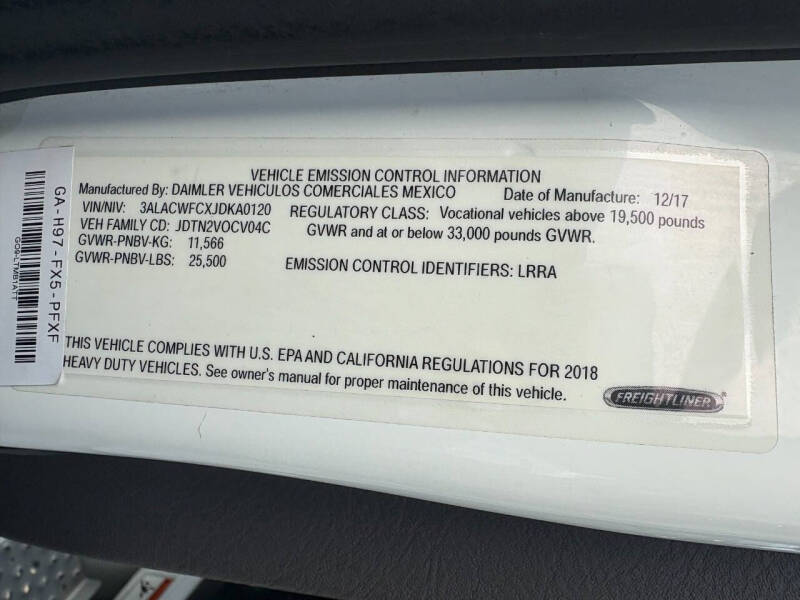 VEHICLE EMISSION CONTROL INFORMATION
Manufactured By: DAIMLER VEHICULOS COMERCIALES MEXICO Date of Manufacture: 12/17
VIN/NIV: 3ALACWFCXJDKA0120 REGULATORY CLASS: Vocational vehicles above 19,500 pounds
VEH FAMILY CD: JDTN2VOCV04C GVWR and at or below 33,000 pounds GVWR.
GVWR-PNBV-KG: 11,566
GVWR-PNBV-LBS: 25,500 EMISSION CONTROL IDENTIFIERS: LRRA
THIS VEHICLE COMPLIES WITH U.S. EPA AND CALIFORNIA REGULATIONS FOR 2018
HEAVY DUTY VEHICLES. See owner's manual for proper maintenance of this vehicle.
FREIGHTLINER
GA-H97-FX5-PFXF